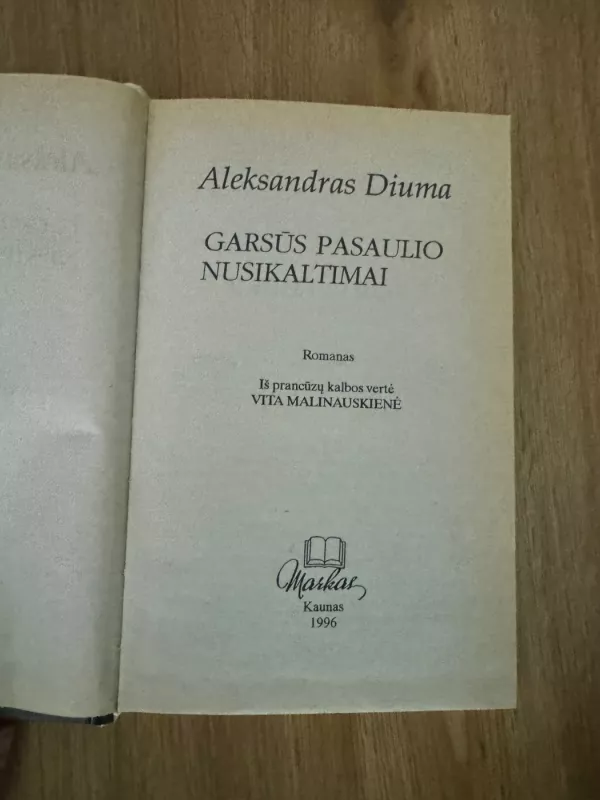 Aleksandras Diuma
GARSŪS PASAULIO
NUSIKALTIMAI
Romanas
Iš prancūzų kalbos vertė
VITA MALINAUSKIENĖ
Markas
Kaunas
1996